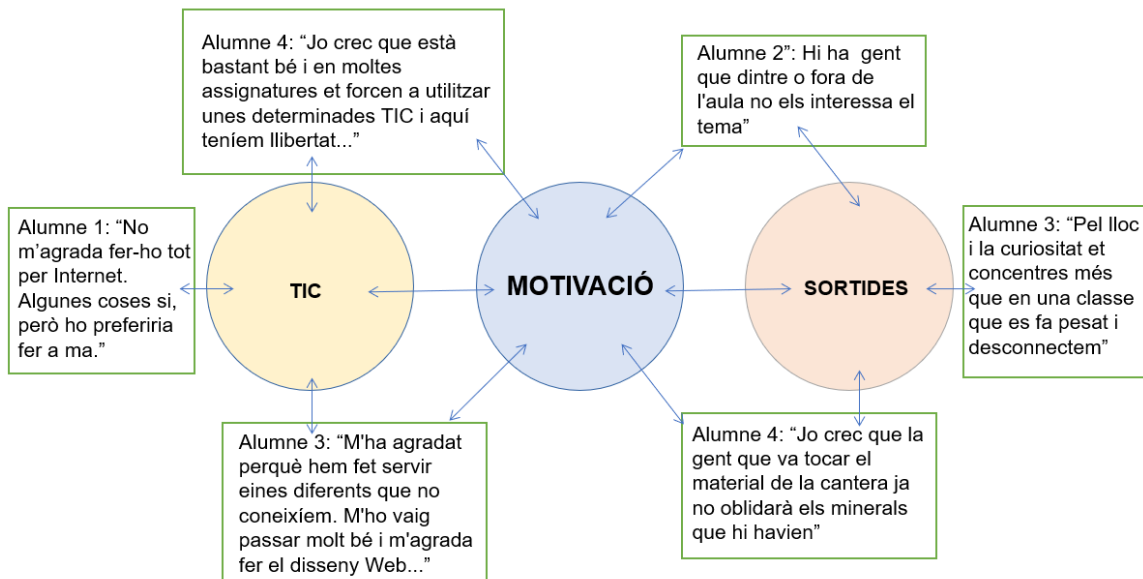 Alumne 4: “Jo crec que està
bastant bé i en moltes
assignatures et forcen a utilitzar
unes determinades TIC i aquí
teníem llibertat...”
Alumne 2”: Hi ha gent
que dintre o fora de
l'aula no els interessa el
tema”
Alumne 1: “No
m’agrada fer-ho tot
per Internet.
Algunes coses si,
però ho preferiria
fer a ma.”
TIC
MOTIVACIÓ
SORTIDES
Alumne 3: “Pel lloc
i la curiositat et
concentres més
que en una classe
que es fa pesat i
desconnectem”
Alumne 3: “M'ha agradat
perquè hem fet servir
eines diferents que no
coneixíem. M'ho vaig
passar molt bé i m'agrada
fer el disseny Web...”
Alumne 4: “Jo crec que la
gent que va tocar el
material de la cantera ja
no oblidarà els minerals
que hi havien”